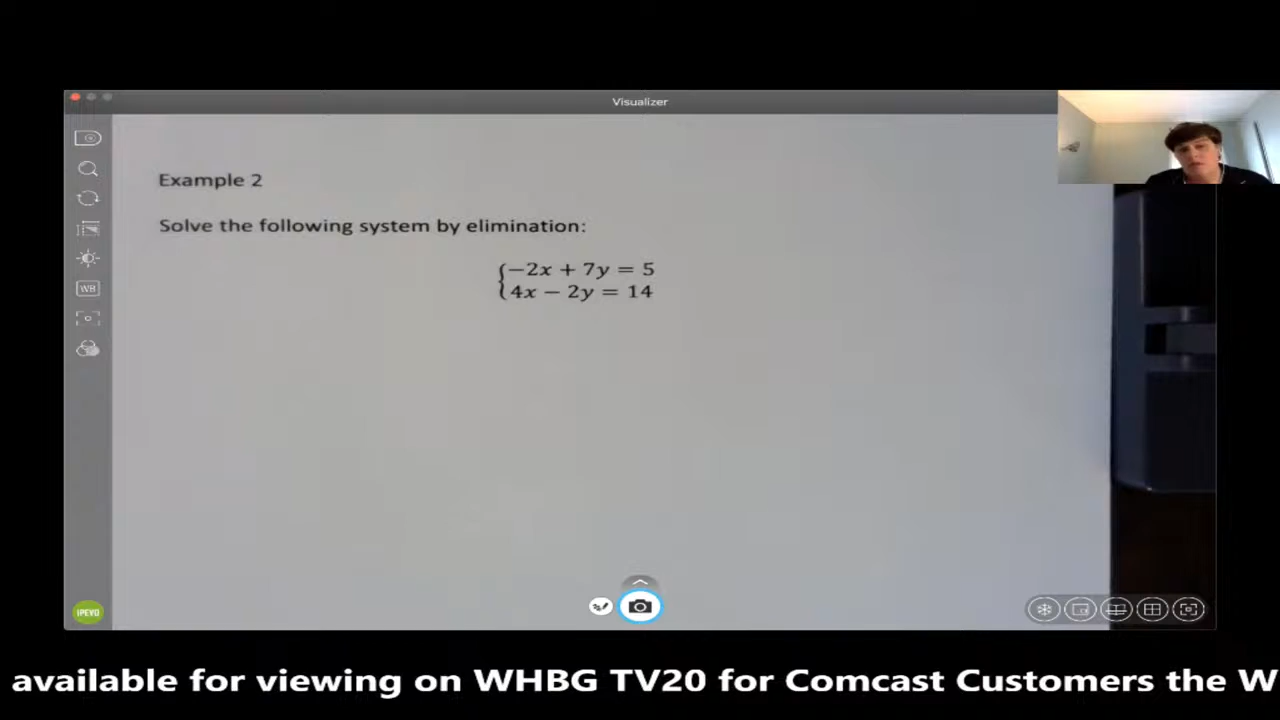 Visualizer
Example 2
Solve the following system by elimination:
−2x + 7y = 5
4x − 2y = 14
WB
iPEVO
available for viewing on WHBG TV20 for Comcast Customers the W